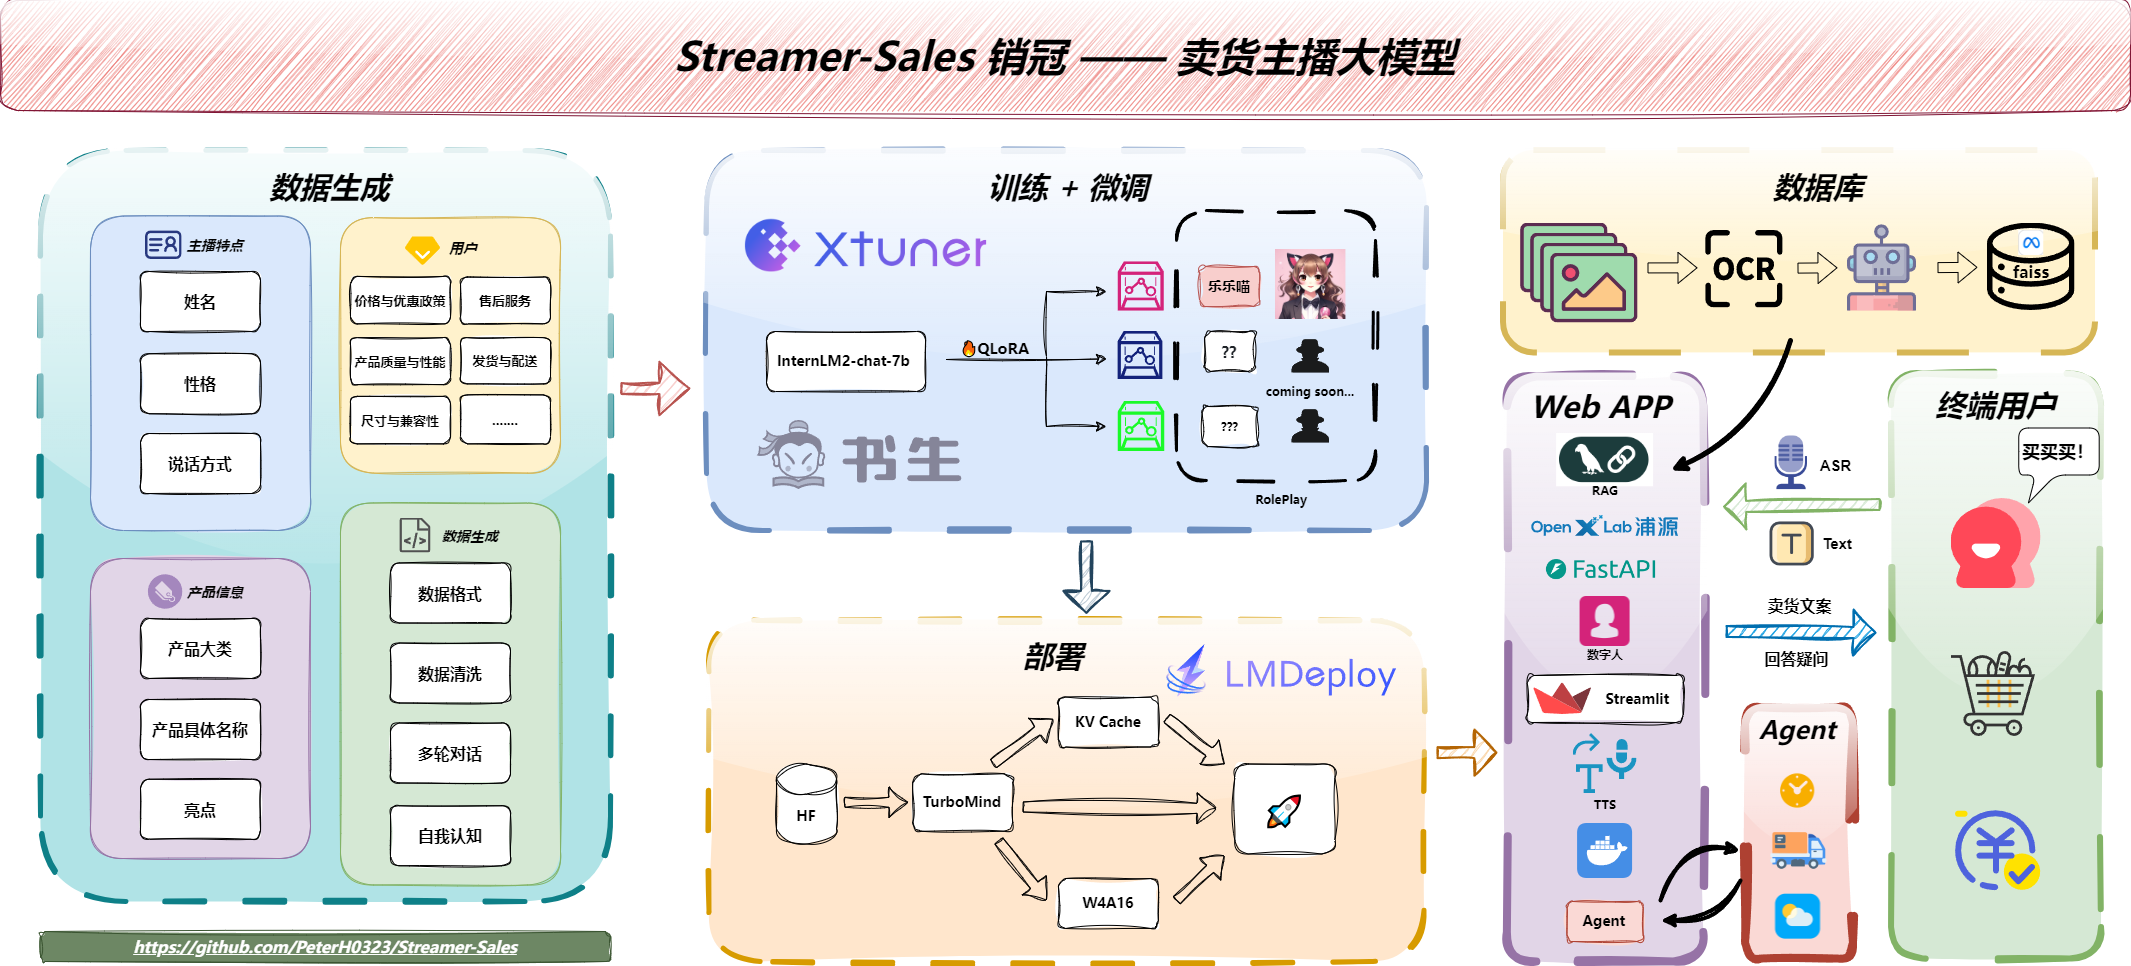 Streamer-Sales 销冠 —— 卖货主播大模型
数据生成
主播特点
姓名
性格
说话方式
用户
价格与优惠政策
售后服务
产品质量与性能
发货与配送
尺寸与兼容性
.......
产品信息
产品大类
产品具体名称
亮点
数据生成
数据格式
数据清洗
多轮对话
自我认知
https://github.com/PeterH0323/Streamer-Sales
训练 + 微调
Xtuner
InternLM2-chat-7b
QLoRA
乐乐喵
??
coming soon...
???
RolePlay
书生
部署
LMDeploy
HF
TurboMind
KV Cache
W4A16
数据库
OCR
faiss
Web APP
RAG
OpenXLab浦源
FastAPI
数字人
Streamlit
TTS
Agent
ASR
T
Text
卖货文案
回答疑问
Agent
终端用户
买买买！